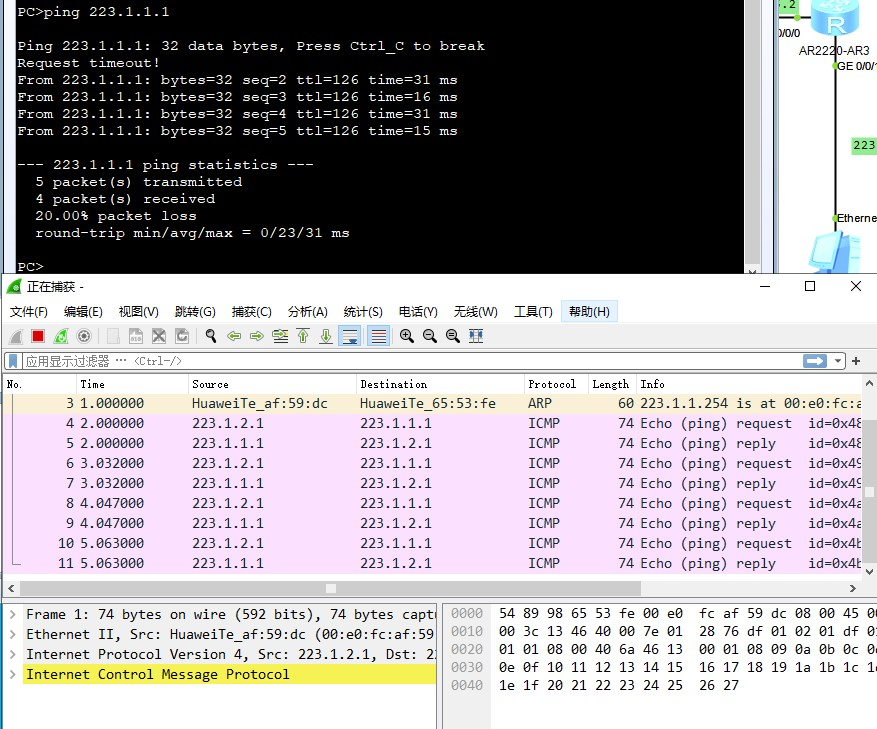 PC>ping 223.1.1.1
Ping 223.1.1.1: 32 data bytes, Press Ctrl_C to break
Request timeout!
From 223.1.1.1: bytes=32 seq=2 ttl=126 time=31 ms
From 223.1.1.1: bytes=32 seq=3 ttl=126 time=16 ms
From 223.1.1.1: bytes=32 seq=4 ttl=126 time=31 ms
From 223.1.1.1: bytes=32 seq=5 ttl=126 time=15 ms
--- 223.1.1.1 ping statistics ---
5 packet(s) transmitted
4 packet(s) received
20.00% packet loss
round-trip min/avg/max = 0/23/31 ms
PC>
.2
0/0/0
R
AR2220-AR3
GE 0/0/
223
Etherne
正在捕获 -
文件(F) 编辑(E) 视图(V) 跳转(G) 捕获(C) 分析(A) 统计(S) 电话(Y) 无线(W) 工具(T) 帮助(H)
应用显示过滤器 … <Ctrl-/>
No. Time Source Destination Protocol Length Info
3 1.000000 HuaweiTe_af:59:dc HuaweiTe_65:53:fe ARP 60 223.1.1.254 is at 00:e0:fc:a
4 2.000000 223.1.2.1 223.1.1.1 ICMP 74 Echo (ping) request id=0x48
5 2.000000 223.1.1.1 223.1.2.1 ICMP 74 Echo (ping) reply id=0x48
6 3.032000 223.1.2.1 223.1.1.1 ICMP 74 Echo (ping) request id=0x49
7 3.032000 223.1.1.1 223.1.2.1 ICMP 74 Echo (ping) reply id=0x49
8 4.047000 223.1.2.1 223.1.1.1 ICMP 74 Echo (ping) request id=0x4a
9 4.047000 223.1.1.1 223.1.2.1 ICMP 74 Echo (ping) reply id=0x4a
10 5.063000 223.1.2.1 223.1.1.1 ICMP 74 Echo (ping) request id=0x4b
11 5.063000 223.1.1.1 223.1.2.1 ICMP 74 Echo (ping) reply id=0x4b
Frame 1: 74 bytes on wire (592 bits), 74 bytes capt
Ethernet II, Src: HuaweiTe_af:59:dc (00:e0:fc:af:59
Internet Protocol Version 4, Src: 223.1.2.1, Dst: 22
Internet Control Message Protocol
0000 54 89 98 65 53 fe 00 e0 fc af 59 dc 08 00 45 00
0010 00 3c 13 46 40 00 7e 01 28 76 df 01 02 01 df 01
0020 01 01 08 00 40 6a 46 13 00 01 08 09 0a 0b 0c 0d
0030 0e 0f 10 11 12 13 14 15 16 17 18 19 1a 1b 1c 1d
0040 1e 1f 20 21 22 23 24 25 26 27